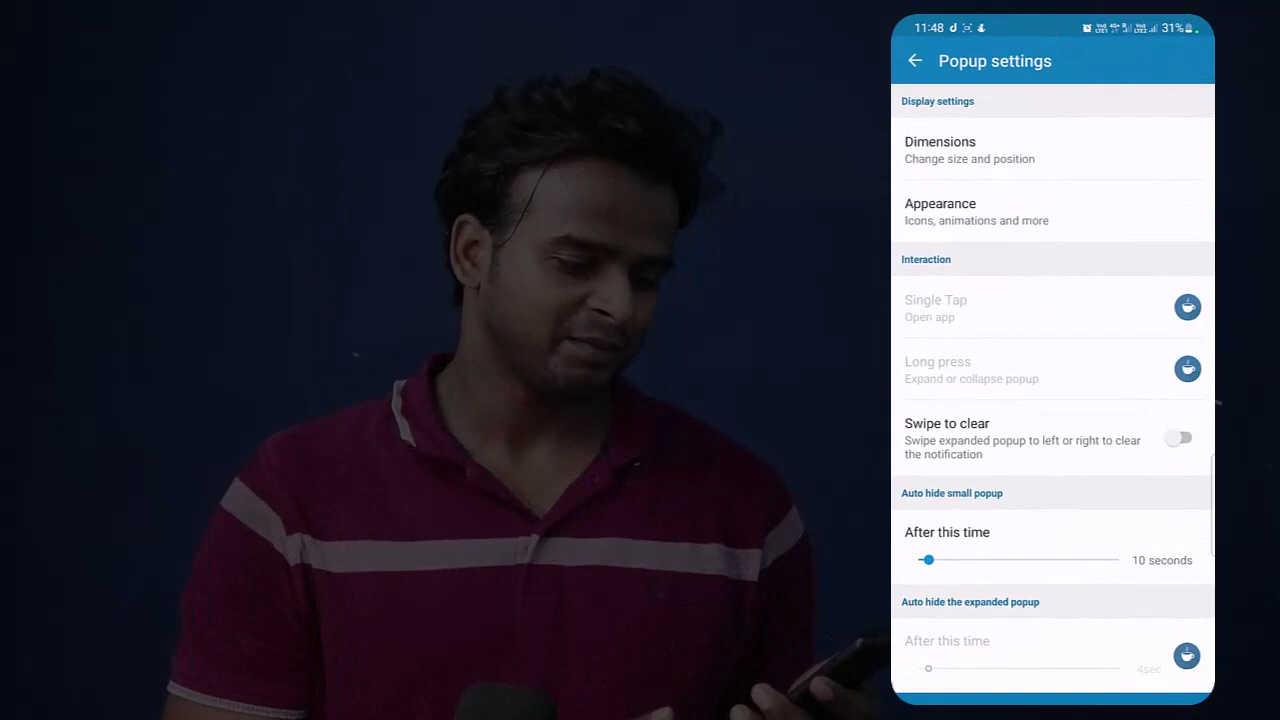 11:48
31%
Popup settings
Display settings
Dimensions
Change size and position
Appearance
Icons, animations and more
Interaction
Single Tap
Open app
Long press
Expand or collapse popup
Swipe to clear
Swipe expanded popup to left or right to clear
the notification
Auto hide small popup
After this time
10 seconds
Auto hide the expanded popup
After this time
4sec